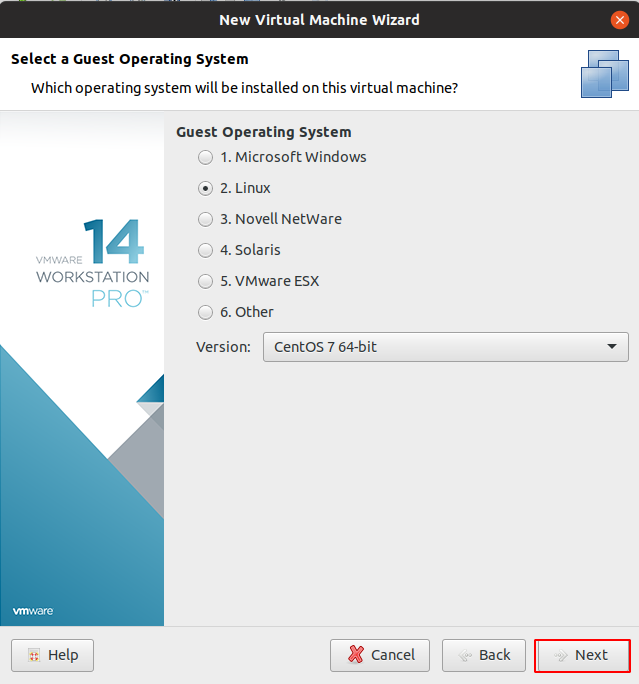 New Virtual Machine Wizard
Select a Guest Operating System
Which operating system will be installed on this virtual machine?
Guest Operating System
1. Microsoft Windows
2. Linux
3. Novell NetWare
4. Solaris
5. VMware ESX
6. Other
Version: CentOS 7 64-bit
VMWARE 14
WORKSTATION
PRO™
vmware
Help Cancel Back Next